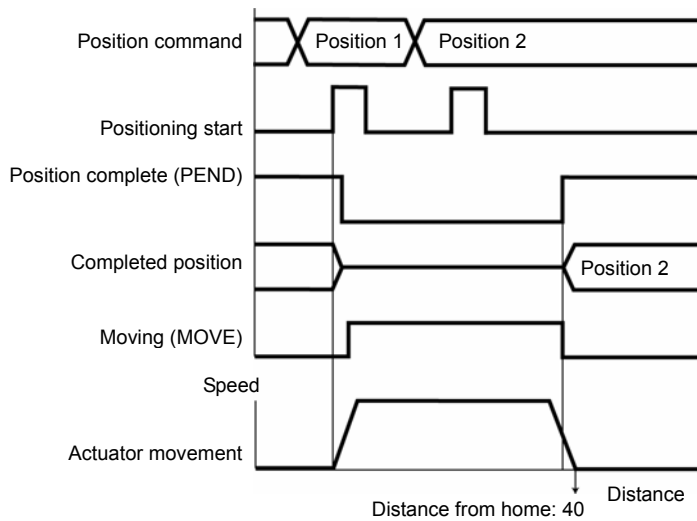 Position command
Position 1
Position 2
Positioning start
Position complete (PEND)
Completed position
Position 2
Moving (MOVE)
Speed
Actuator movement
Distance
Distance from home: 40